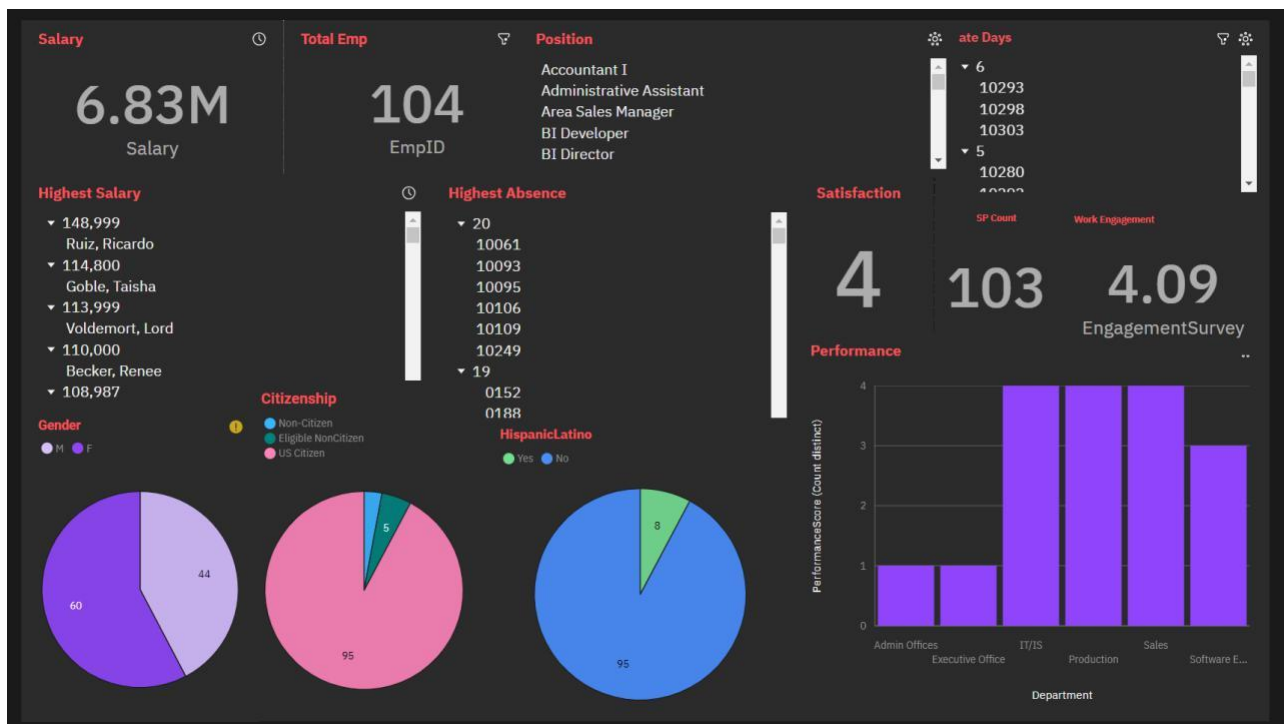 Salary
6.83M
Salary
Total Emp
104
EmpID
Position
Accountant I
Administrative Assistant
Area Sales Manager
BI Developer
BI Director
ate Days
6
10293
10298
10303
5
10280
Highest Salary
148,999
Ruiz, Ricardo
114,800
Goble, Taisha
113,999
Voldemort, Lord
110,000
Becker, Renee
108,987
Highest Absence
20
10061
10093
10095
10106
10109
10249
19
0152
0188
Satisfaction
4
SP Count
103
Work Engagement
4.09
EngagementSurvey
Gender
M F
44
60
Citizenship
Non-Citizen
Eligible NonCitizen
US Citizen
5
95
HispanicLatino
Yes No
8
95
Performance
PerformanceScore (Count distinct)
4
3
2
1
0
Admin Offices
Executive Office
IT/IS
Production
Sales
Software E...
Department